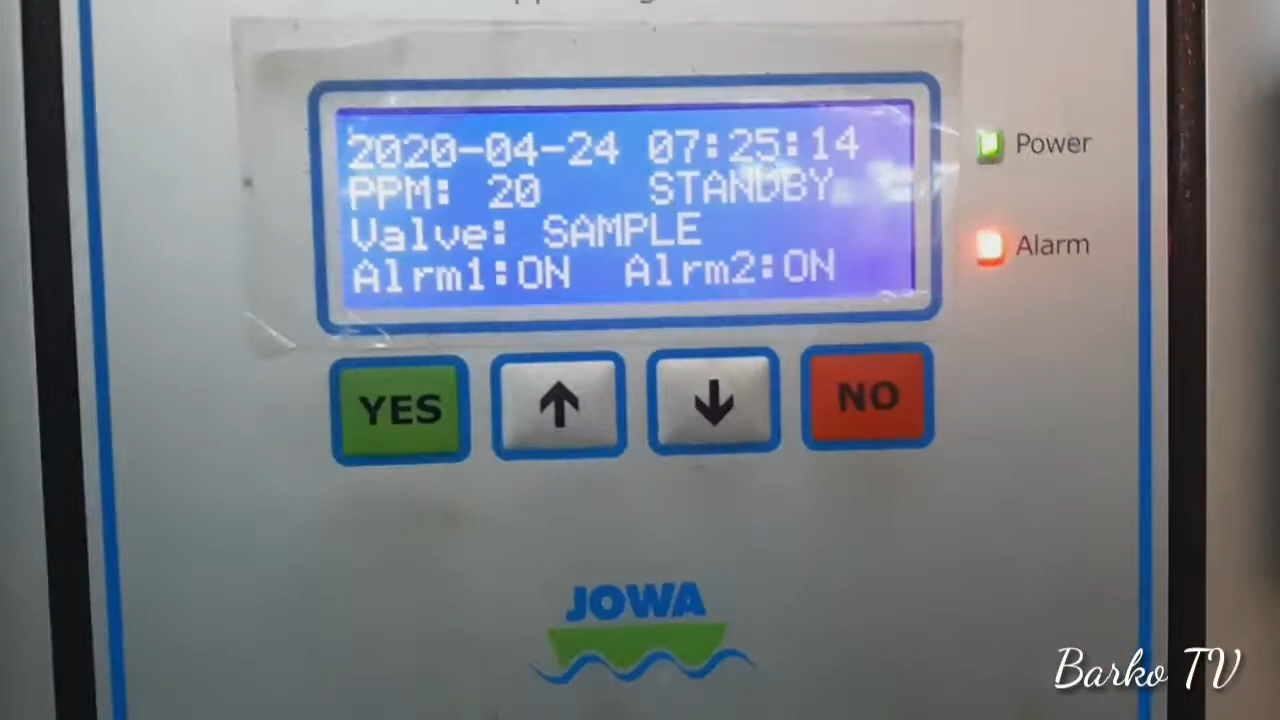 2020-04-24 07:25:14
PPM: 20 STANDBY
Valve: SAMPLE
Alrm1:ON Alrm2:ON
Power
Alarm
YES
NO
JOWA
Barko TV